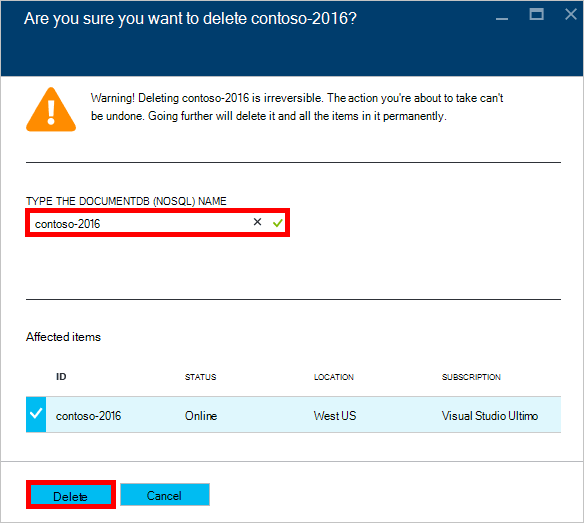 Are you sure you want to delete contoso-2016?
Warning! Deleting contoso-2016 is irreversible. The action you're about to take can't
be undone. Going further will delete it and all the items in it permanently.
TYPE THE DOCUMENTDB (NOSQL) NAME
contoso-2016
Affected items
ID STATUS LOCATION SUBSCRIPTION
contoso-2016 Online West US Visual Studio Ultimo
Delete Cancel